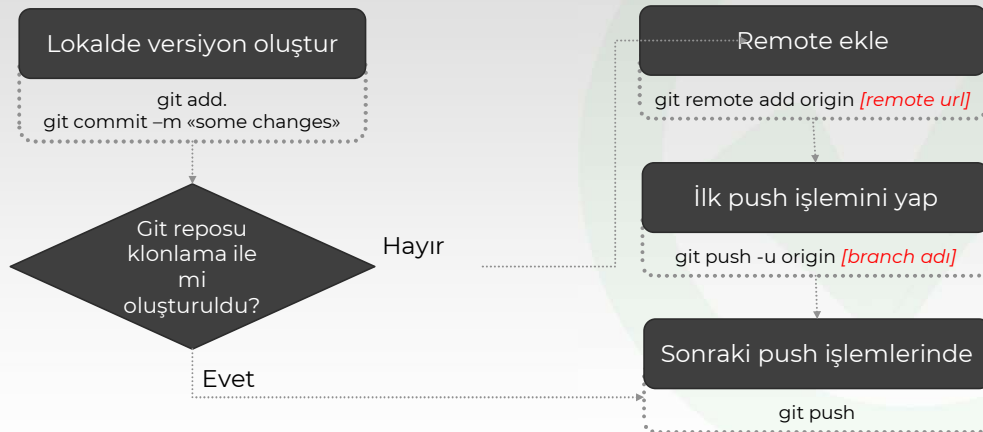 Lokalde versiyon oluştur
git add.
git commit –m «some changes»
Git reposu
klonlama ile
mi
oluşturuldu?
Hayır
Evet
Remote ekle
git remote add origin [remote url]
İlk push işlemini yap
git push -u origin [branch adı]
Sonraki push işlemlerinde
git push